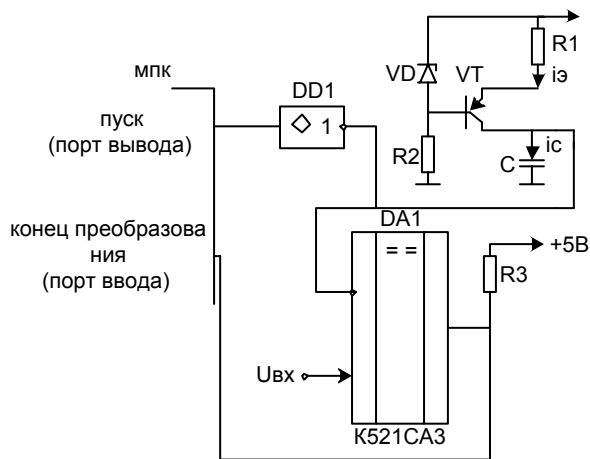 R1
мпк
VD
VT
iэ
DD1
пуск
(порт вывода)
1
R2
C
iс
DA1
конец преобразова
ния
(порт ввода)
= =
+5В
R3
Uвх
К521СА3